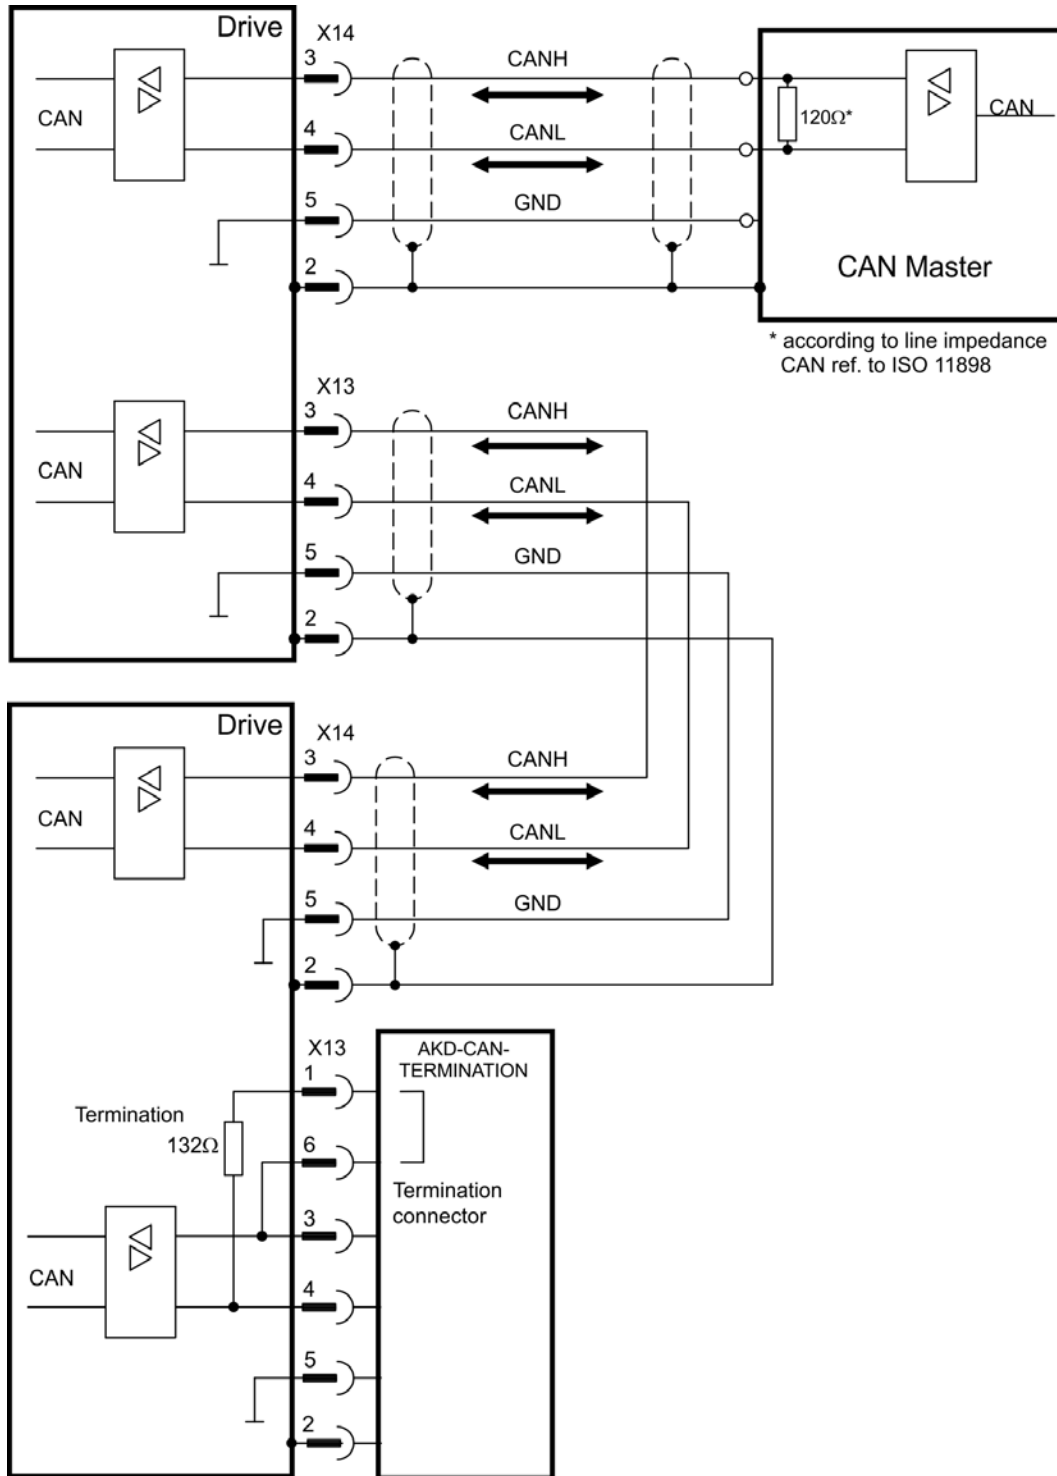 Drive
X14
3
CANH
CAN
4
CANL
120Ω*
CAN
5
GND
2
CAN Master
* according to line impedance
CAN ref. to ISO 11898
X13
3
CANH
CAN
4
CANL
5
GND
2
Drive
X14
3
CANH
CAN
4
CANL
5
GND
2
X13
AKD-CAN-
TERMINATION
1
Termination
132Ω
6
Termination
connector
3
CAN
4
5
2